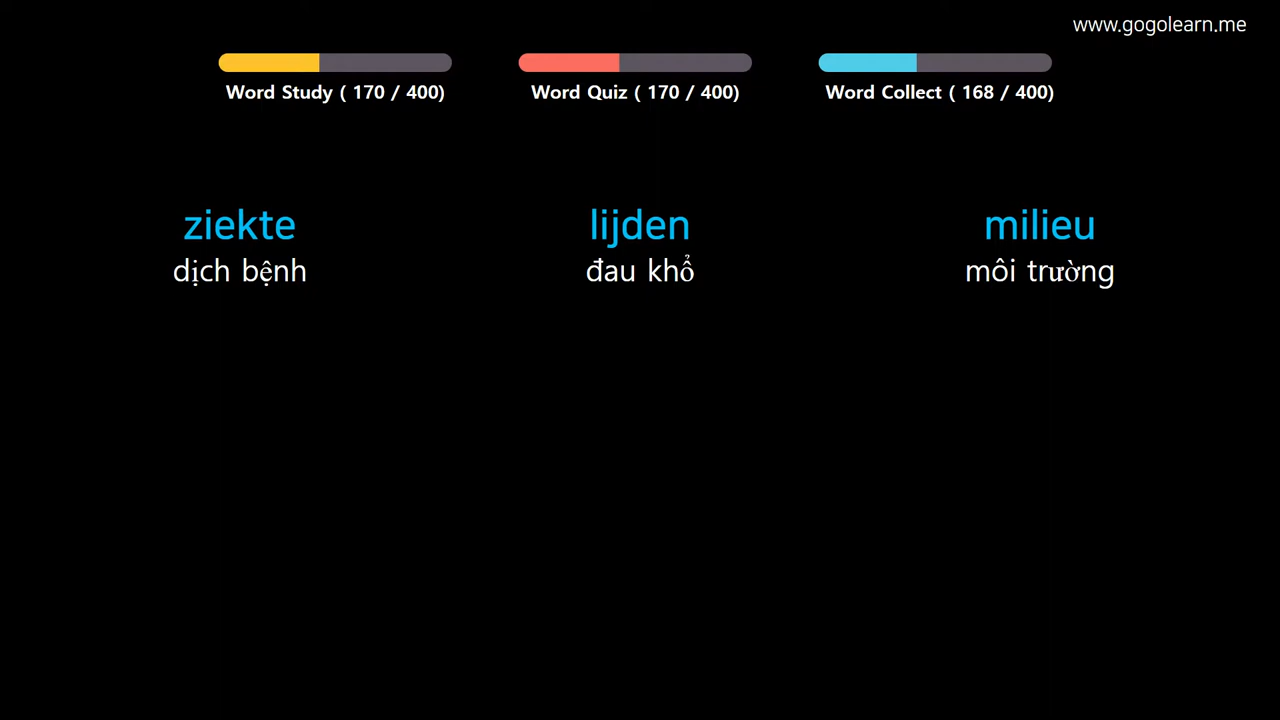 www.gogolearn.me
Word Study ( 170 / 400)
Word Quiz ( 170 / 400)
Word Collect ( 168 / 400)
ziekte
dịch bệnh
lijden
đau khổ
milieu
môi trường